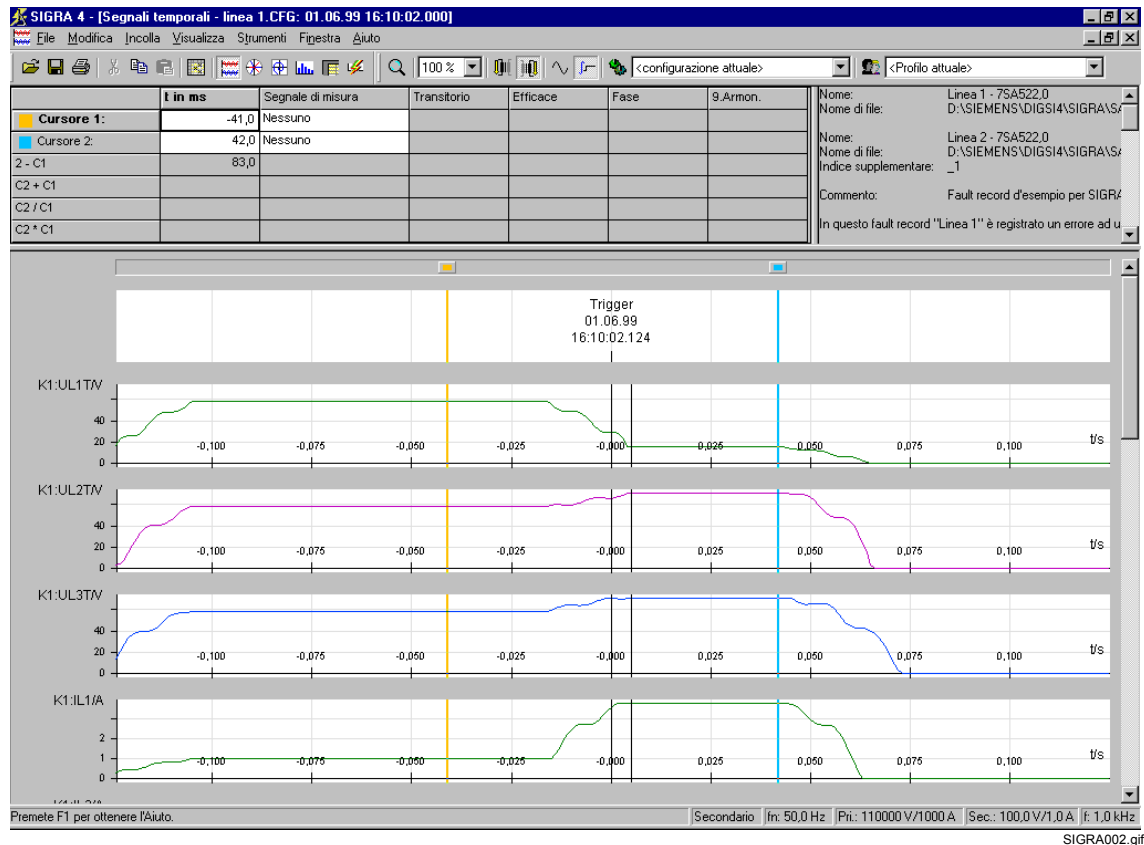 SIGRA 4 - [Segnali temporali - linea 1.CFG: 01.06.99 16:10:02.000]
File Modifica Incolla Visualizza Strumenti Finestra Aiuto
100 % <configurazione attuale> <Profilo attuale>
t in ms Segnale di misura Transitorio Efficace Fase 9.Armon.
Cursore 1: -41,0 Nessuno
Cursore 2: 42,0 Nessuno
2 - C1 83,0
C2 + C1
C2 / C1
C2 * C1
Nome: Linea 1 - 7SA522,0
Nome di file: D:\SIEMENS\DIGSI4\SIGRA\SA
Nome: Linea 2 - 7SA522,0
Nome di file: D:\SIEMENS\DIGSI4\SIGRA\SA
Indice supplementare: _1
Commento: Fault record d'esempio per SIGRA
In questo fault record "Linea 1" è registrato un errore ad u
Trigger
01.06.99
16:10:02.124
K1:UL1T/V
40
20
0
-0,100 -0,075 -0,050 -0,025 -0,000 0,025 0,050 0,075 0,100 t/s
K1:UL2T/V
40
20
0
-0,100 -0,075 -0,050 -0,025 -0,000 0,025 0,050 0,075 0,100 t/s
K1:UL3T/V
40
20
0
-0,100 -0,075 -0,050 -0,025 -0,000 0,025 0,050 0,075 0,100 t/s
K1:IL1/A
2
1
0
-0,100 -0,075 -0,050 -0,025 -0,000 0,025 0,050 0,075 0,100 t/s
Premete F1 per ottenere l'Aiuto.
Secondario fn: 50,0 Hz Pri.: 110000 V/1000 A Sec.: 100,0 V/1,0 A f: 1,0 kHz
SIGRA002.gif